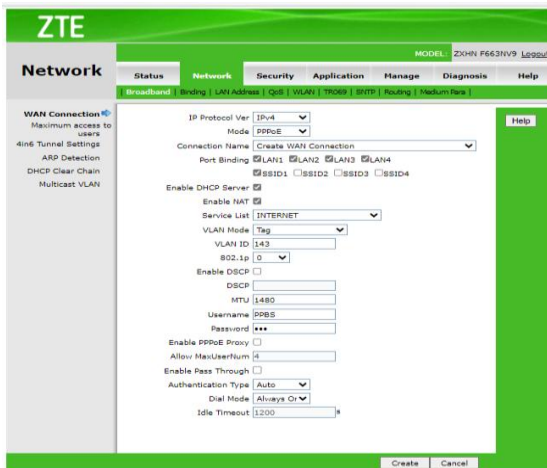 ZTE
MODEL: ZXHN F663NV9 Logout
Network
Status Network Security Application Manage Diagnosis Help
| Broadband | Binding | LAN Address | QoS | WLAN | TR069 | SNTP | Routing | Medium Para |
WAN Connection
Maximum access to
users
4in6 Tunnel Settings
ARP Detection
DHCP Clear Chain
Multicast VLAN
IP Protocol Ver IPv4
Mode PPPoE
Connection Name Create WAN Connection
Port Binding LAN1 LAN2 LAN3 LAN4
SSID1 SSID2 SSID3 SSID4
Enable DHCP Server
Enable NAT
Service List INTERNET
VLAN Mode Tag
VLAN ID 143
802.1p 0
Enable DSCP
DSCP
MTU 1480
Username PPBS
Password •••
Enable PPPoE Proxy
Allow MaxUserNum 4
Enable Pass Through
Authentication Type Auto
Dial Mode Always Or
Idle Timeout 1200 s
Help
Create Cancel